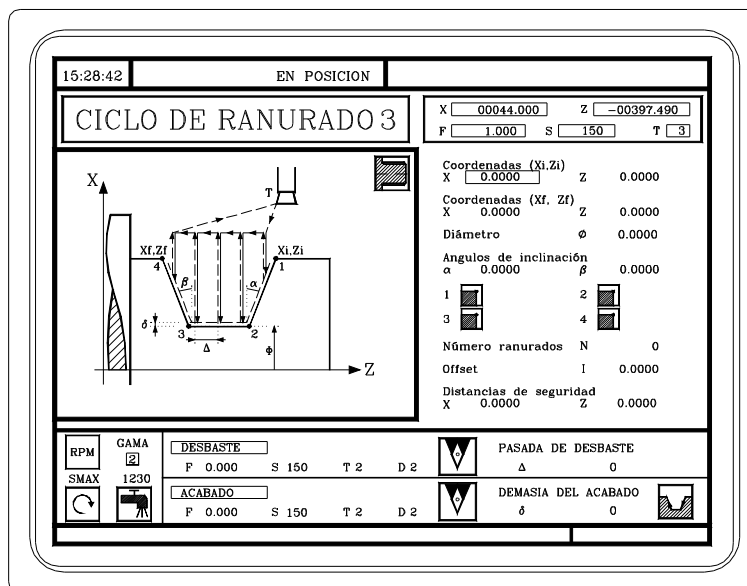 15:28:42 EN POSICION
CICLO DE RANURADO 3
X 00044.000 Z -00397.490
F 1.000 S 150 T 3
X
T
Xf,Zf
4
Xi,Zi
1
β
α
δ
3
2
Δ
Φ
Z
Coordenadas (Xi,Zi)
X 0.0000 Z 0.0000
Coordenadas (Xf, Zf)
X 0.0000 Z 0.0000
Diámetro Φ 0.0000
Angulos de inclinación
α 0.0000 β 0.0000
1 2
3 4
Número ranurados N 0
Offset I 0.0000
Distancias de seguridad
X 0.0000 Z 0.0000
RPM
GAMA
2
SMAX 1230
DESBASTE
F 0.000 S 150 T 2 D 2
PASADA DE DESBASTE
Δ 0
ACABADO
F 0.000 S 150 T 2 D 2
DEMASIA DEL ACABADO
δ 0